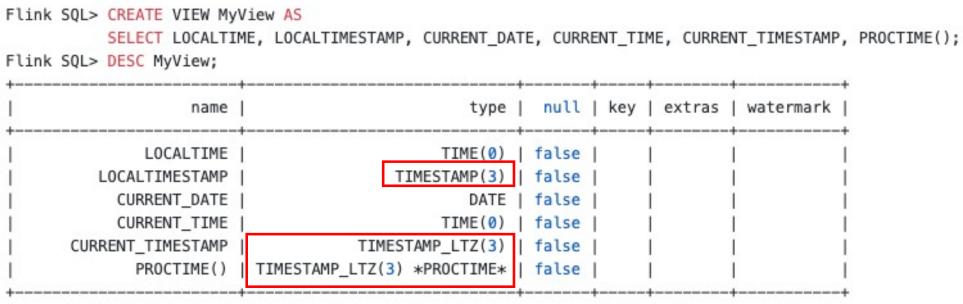 Flink SQL> CREATE VIEW MyView AS
SELECT LOCALTIME, LOCALTIMESTAMP, CURRENT_DATE, CURRENT_TIME, CURRENT_TIMESTAMP, PROCTIME();
Flink SQL> DESC MyView;
+------------------------+-----------------------------+-------+-----+--------+-----------+
| name | type | null | key | extras | watermark |
+------------------------+-----------------------------+-------+-----+--------+-----------+
| LOCALTIME | TIME(0) | false | | | |
| LOCALTIMESTAMP | TIMESTAMP(3) | false | | | |
| CURRENT_DATE | DATE | false | | | |
| CURRENT_TIME | TIME(0) | false | | | |
| CURRENT_TIMESTAMP | TIMESTAMP_LTZ(3) | false | | | |
| PROCTIME() | TIMESTAMP_LTZ(3) *PROCTIME* | false | | | |
+------------------------+-----------------------------+-------+-----+--------+-----------+